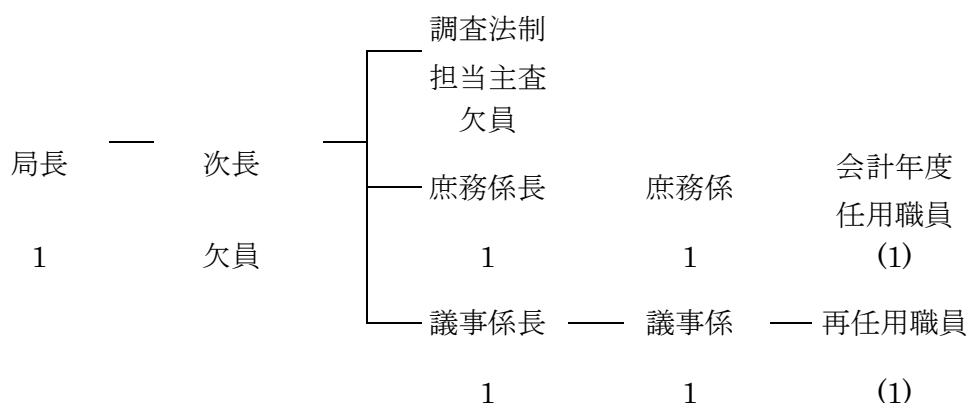 調査法制
担当主査
欠員
局長 次長
庶務係長 庶務係
会計年度
任用職員
1 欠員 1 1 (1)
議事係長 議事係 再任用職員
1 1 (1)